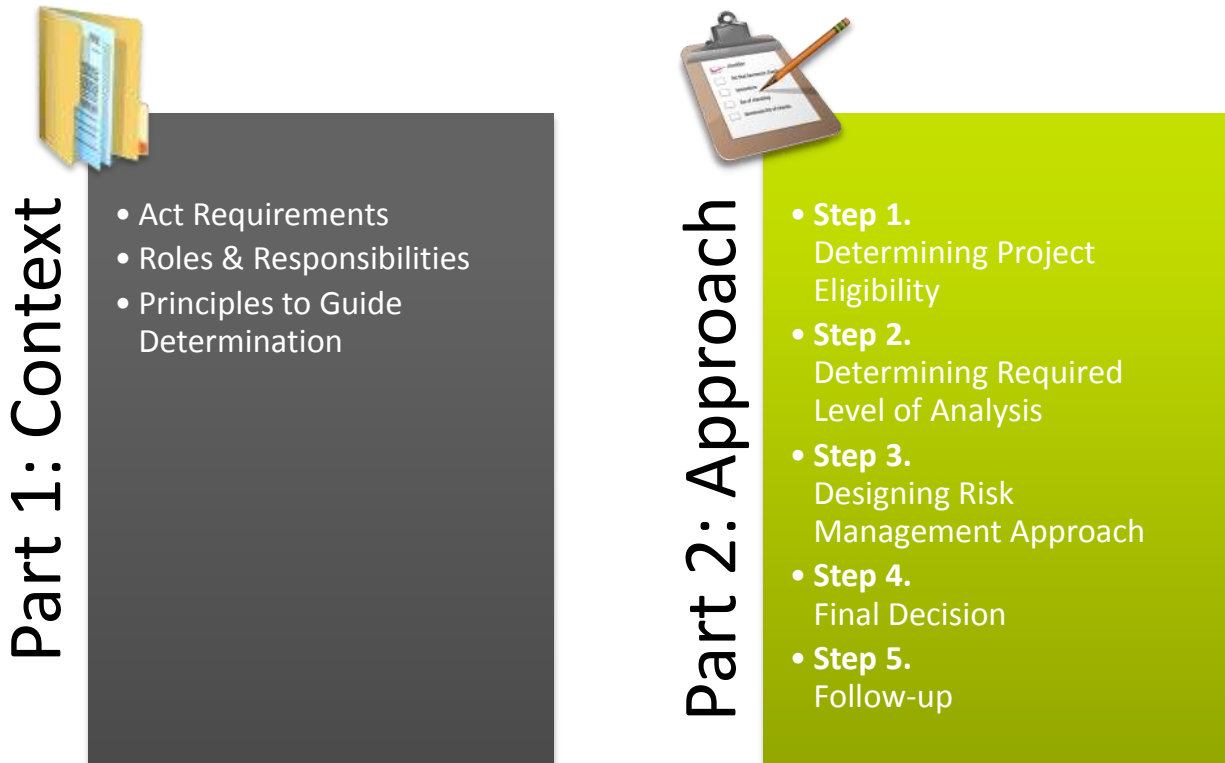 Part 1: Context
• Act Requirements
• Roles & Responsibilities
• Principles to Guide
Determination
Part 2: Approach
• Step 1.
Determining Project
Eligibility
• Step 2.
Determining Required
Level of Analysis
• Step 3.
Designing Risk
Management Approach
• Step 4.
Final Decision
• Step 5.
Follow-up